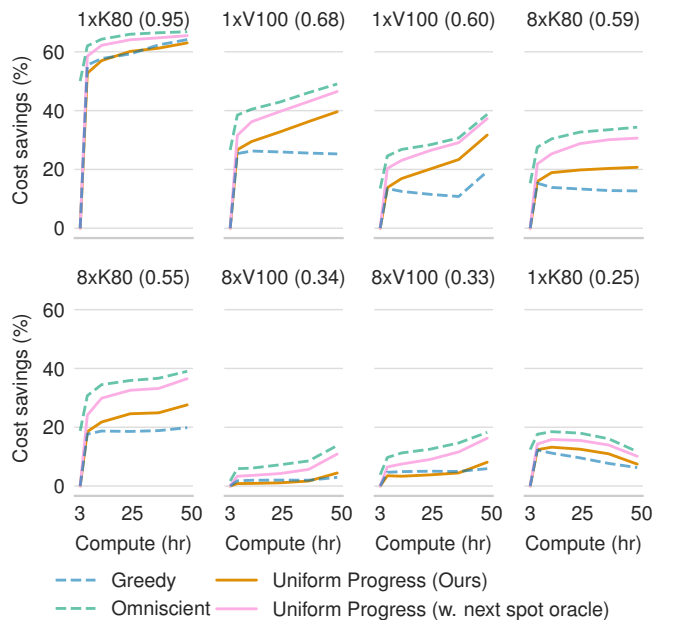 1xK80 (0.95) 1xV100 (0.68) 1xV100 (0.60) 8xK80 (0.59)
Cost savings (%)
60
40
20
0
8xK80 (0.55) 8xV100 (0.34) 8xV100 (0.33) 1xK80 (0.25)
Cost savings (%)
60
40
20
0
3 25 50 3 25 50 3 25 50 3 25 50
Compute (hr) Compute (hr) Compute (hr) Compute (hr)
Greedy Uniform Progress (Ours)
Omniscient Uniform Progress (w. next spot oracle)